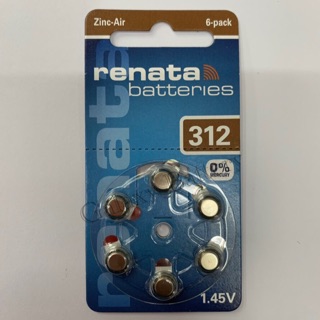 Zinc-Air 6-pack
renata
batteries
312
0%
MERCURY
renata
1.45V